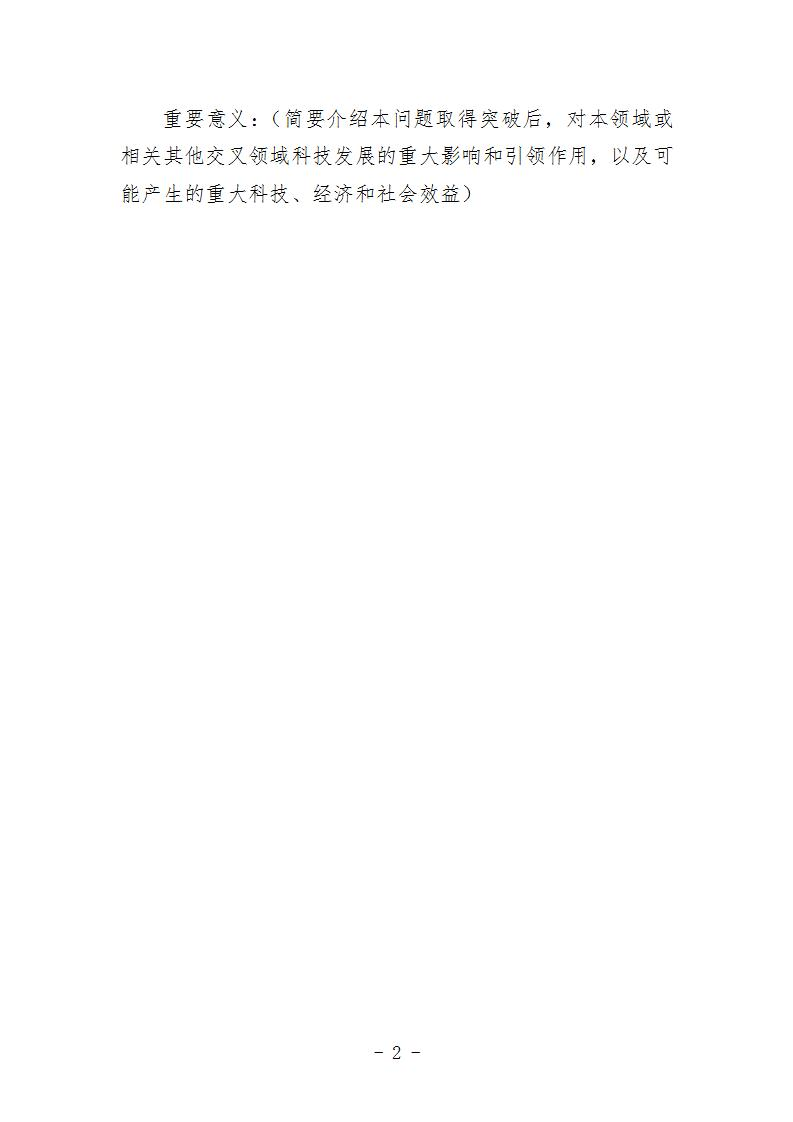 重要意义：（简要介绍本问题取得突破后，对本领域或
相关其他交叉领域科技发展的重大影响和引领作用，以及可
能产生的重大科技、经济和社会效益）
- 2 -